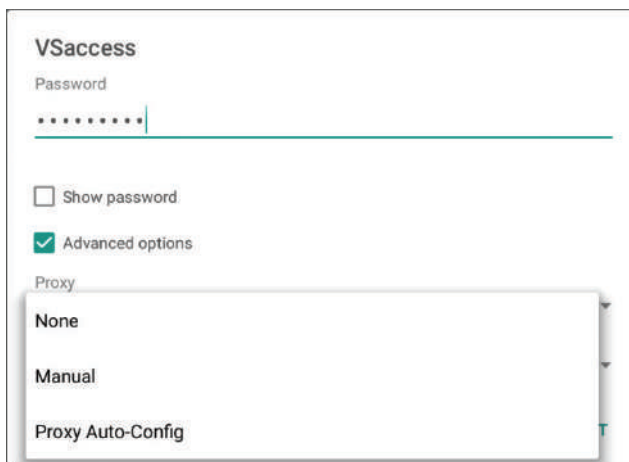 VSaccess
Password
•••••••••
Show password
Advanced options
Proxy
None
Manual
Proxy Auto-Config
T